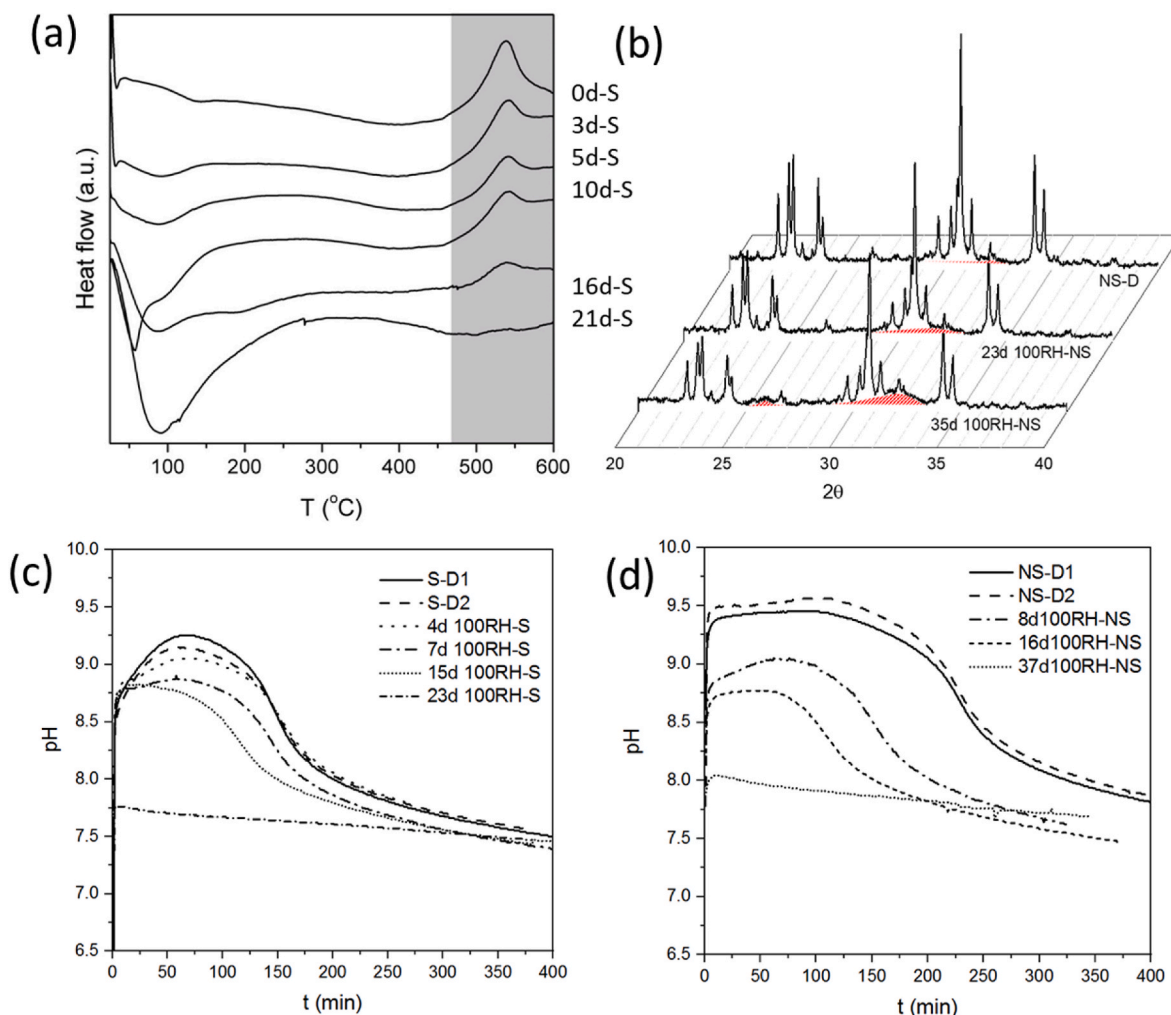 (a)
Heat flow (a.u.)
0d-S
3d-S
5d-S
10d-S
16d-S
21d-S
100 200 300 400 500 600
T (°C)
(b)
NS-D
23d 100RH-NS
35d 100RH-NS
20 25 30 35 40
2θ
(c)
pH
10.0
9.5
9.0
8.5
8.0
7.5
7.0
6.5
S-D1
S-D2
4d 100RH-S
7d 100RH-S
15d 100RH-S
23d 100RH-S
0 50 100 150 200 250 300 350 400
t (min)
(d)
pH
10.0
9.5
9.0
8.5
8.0
7.5
7.0
6.5
NS-D1
NS-D2
8d100RH-NS
16d100RH-NS
37d100RH-NS
0 50 100 150 200 250 300 350 400
t (min)